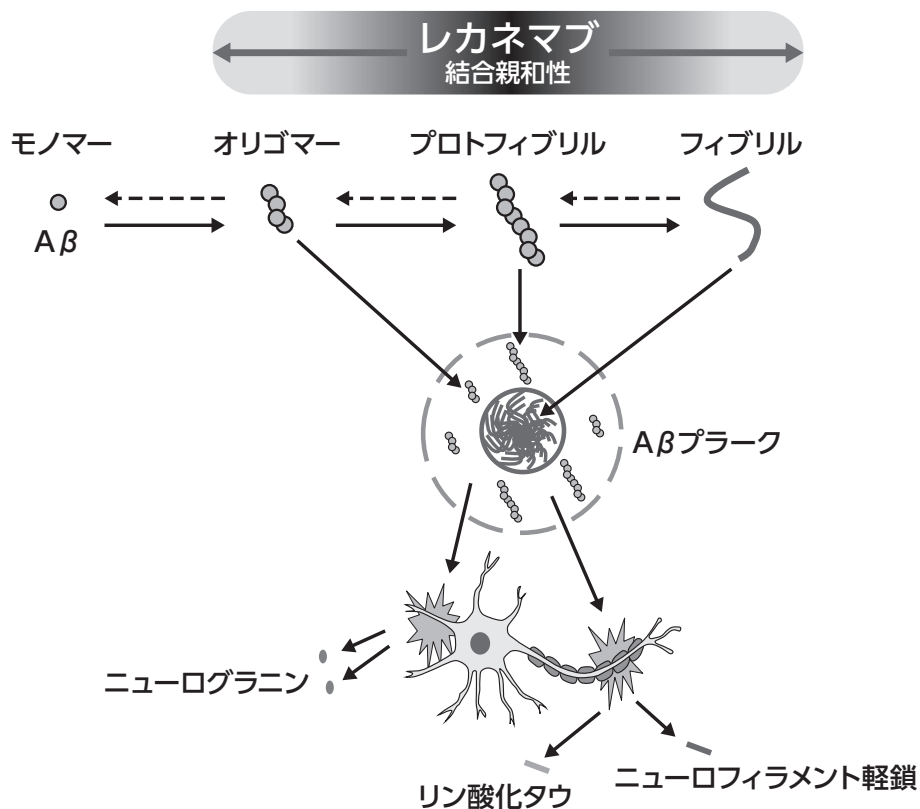 レカネマブ
結合親和性
モノマー
オリゴマー
プロトフィブリル
フィブリル
Aβ
Aβプラーク
ニューログラニン
リン酸化タウ
ニューロフィラメント軽鎖